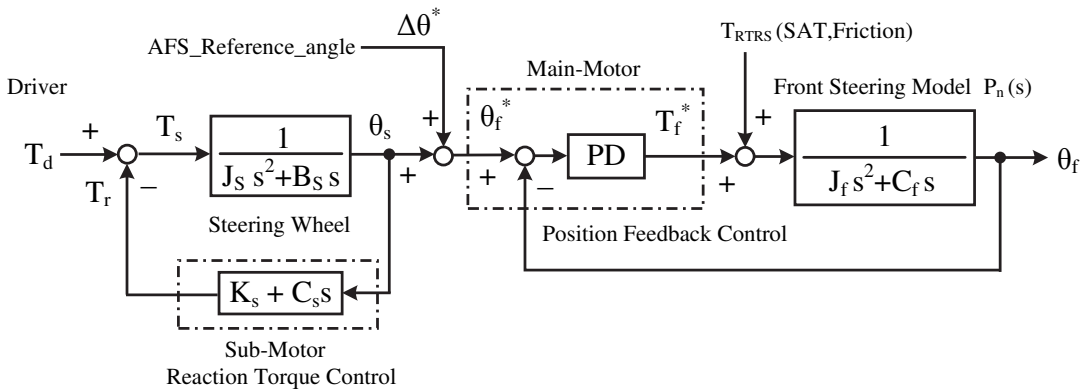 AFS_Reference_angle
Δθ*
T_RTRS (SAT,Friction)
Main-Motor
Driver
Front Steering Model P_n (s)
+
T_d
T_s
−
T_r
1
J_S s²+B_S s
θ_s
+
+
θ_f*
+
−
PD
T_f*
+
+
1
J_f s²+C_f s
θ_f
Steering Wheel
Position Feedback Control
K_s + C_s s
Sub-Motor
Reaction Torque Control